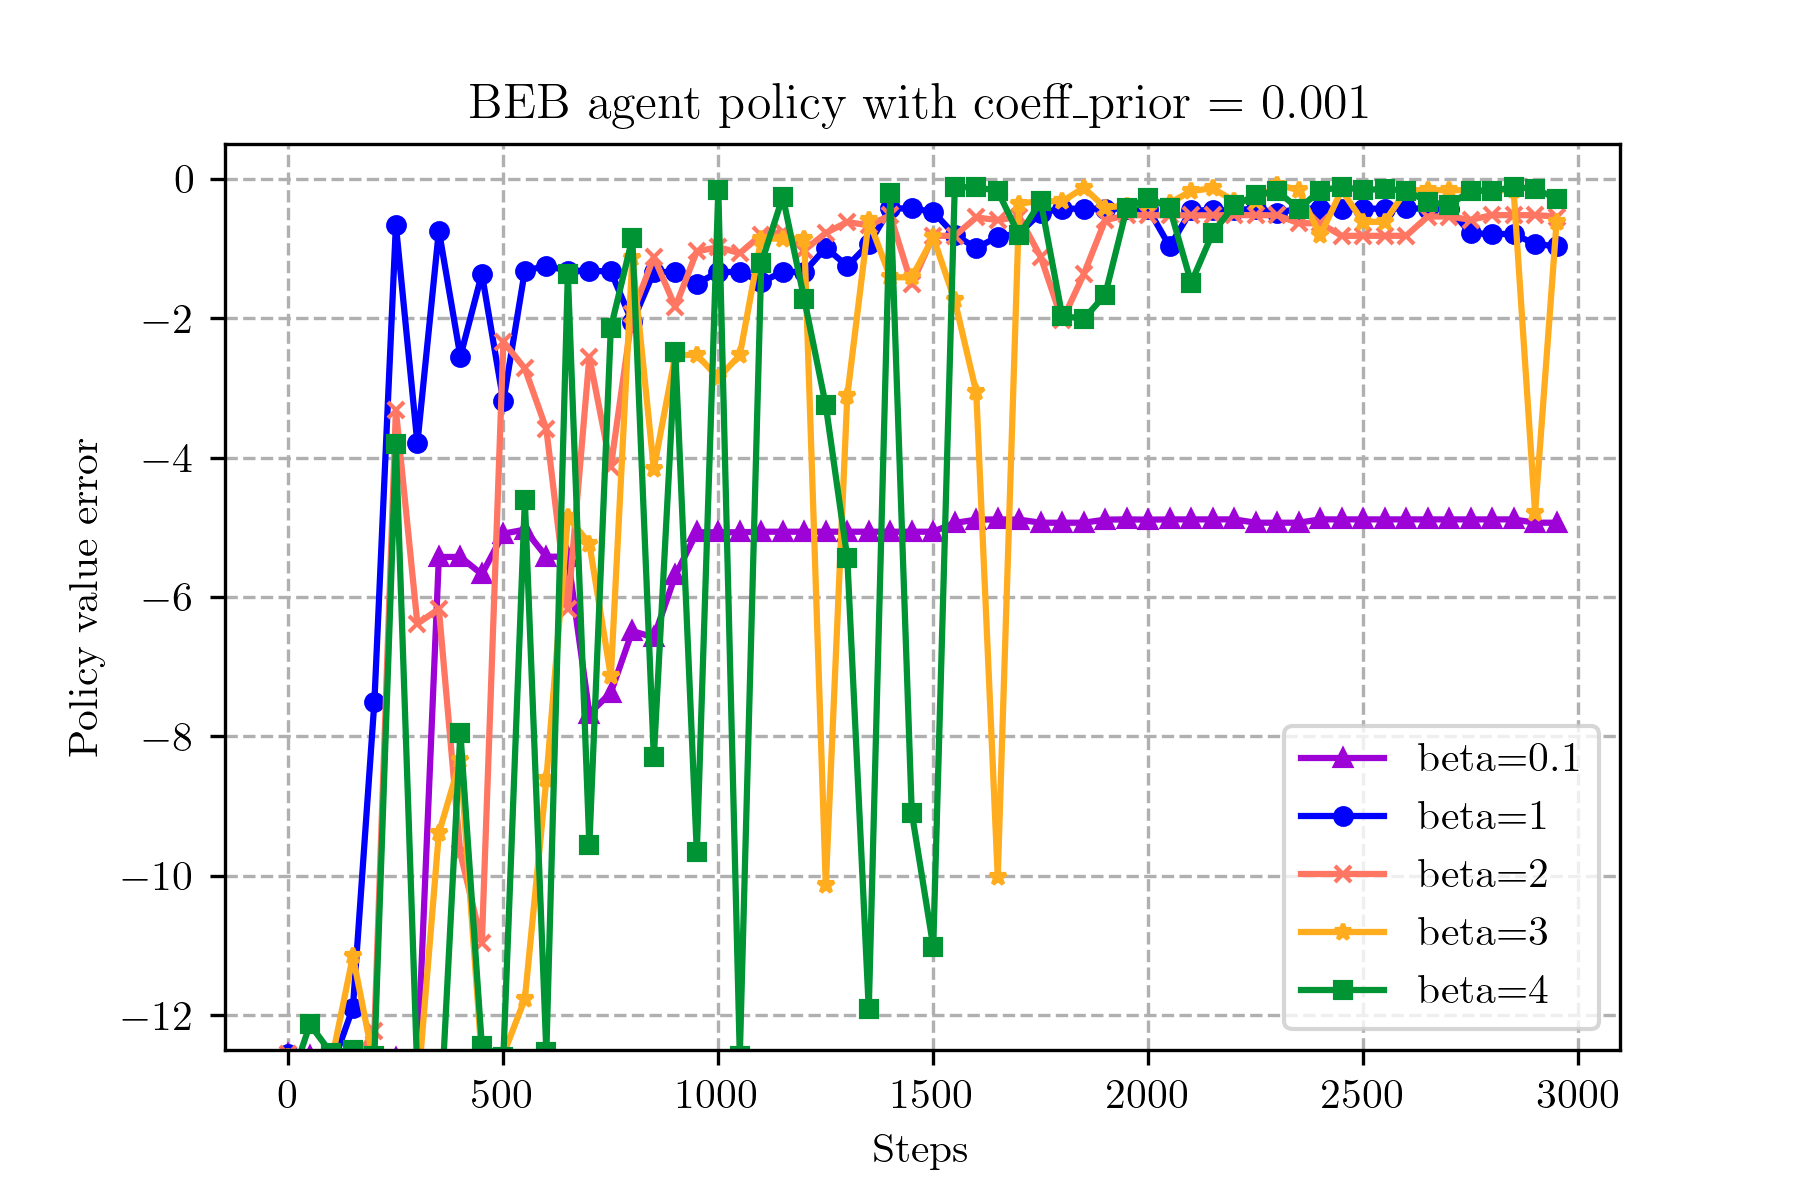 BEB agent policy with coeff_prior = 0.001
Policy value error
0
−2
−4
−6
−8
−10
−12
beta=0.1
beta=1
beta=2
beta=3
beta=4
0 500 1000 1500 2000 2500 3000
Steps